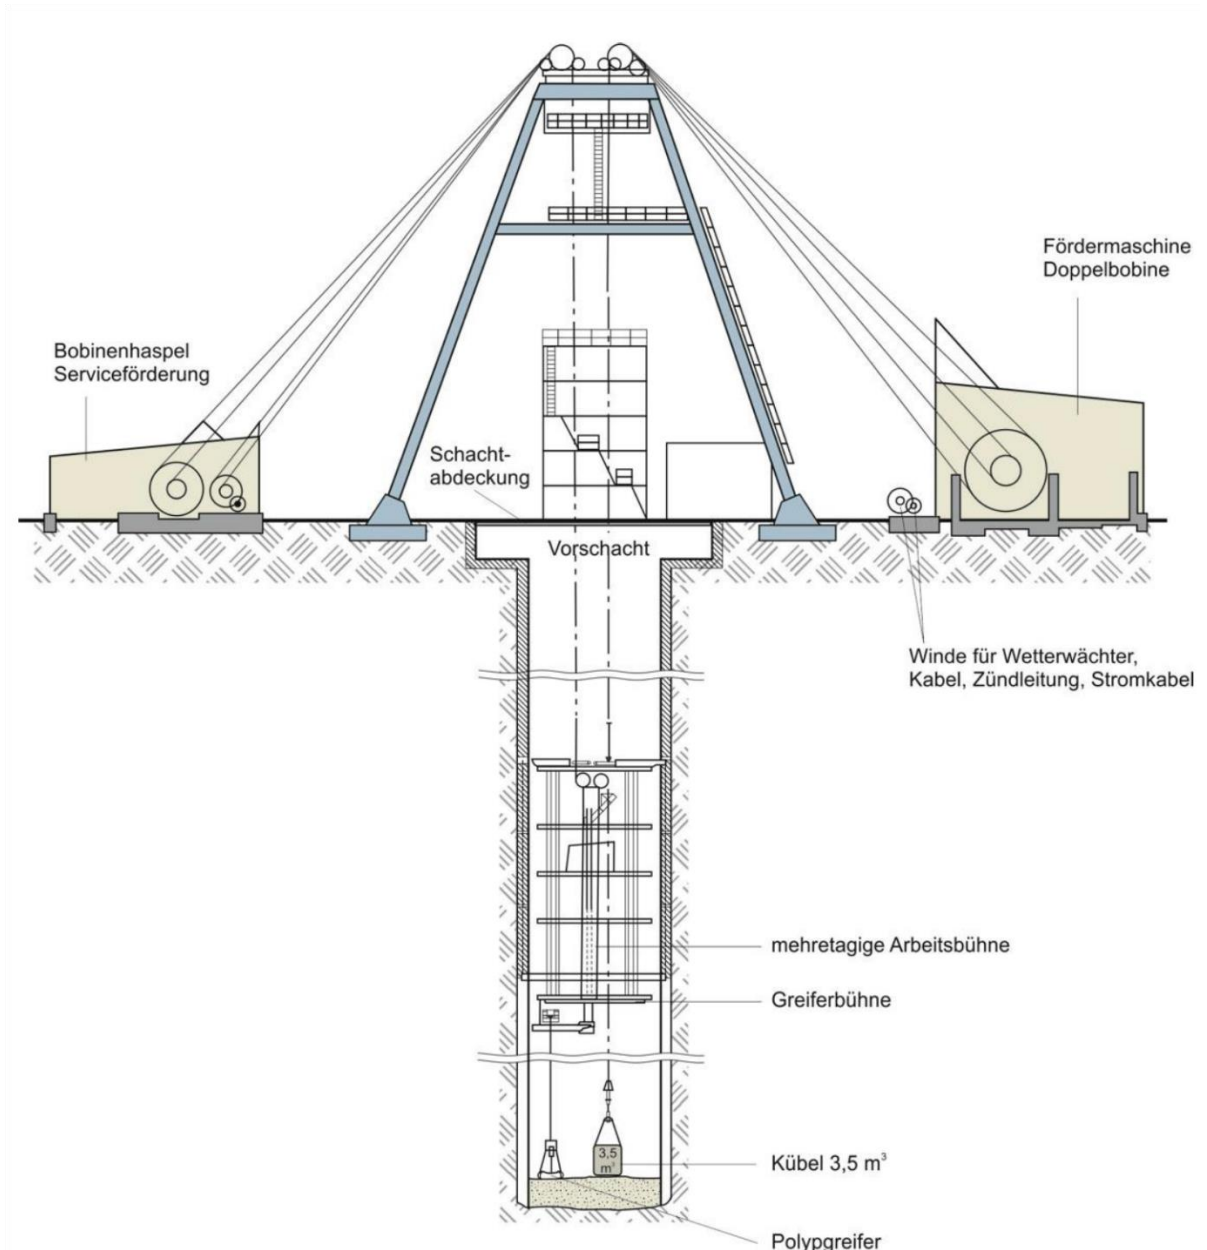 Fördermaschine
Doppelbobine
Bobinenhaspel
Serviceförderung
Schacht-
abdeckung
Vorschacht
Winde für Wetterwächter,
Kabel, Zündleitung, Stromkabel
mehretagige Arbeitsbühne
Greiferbühne
3,5
m³
Kübel 3,5 m³
Polypgreifer